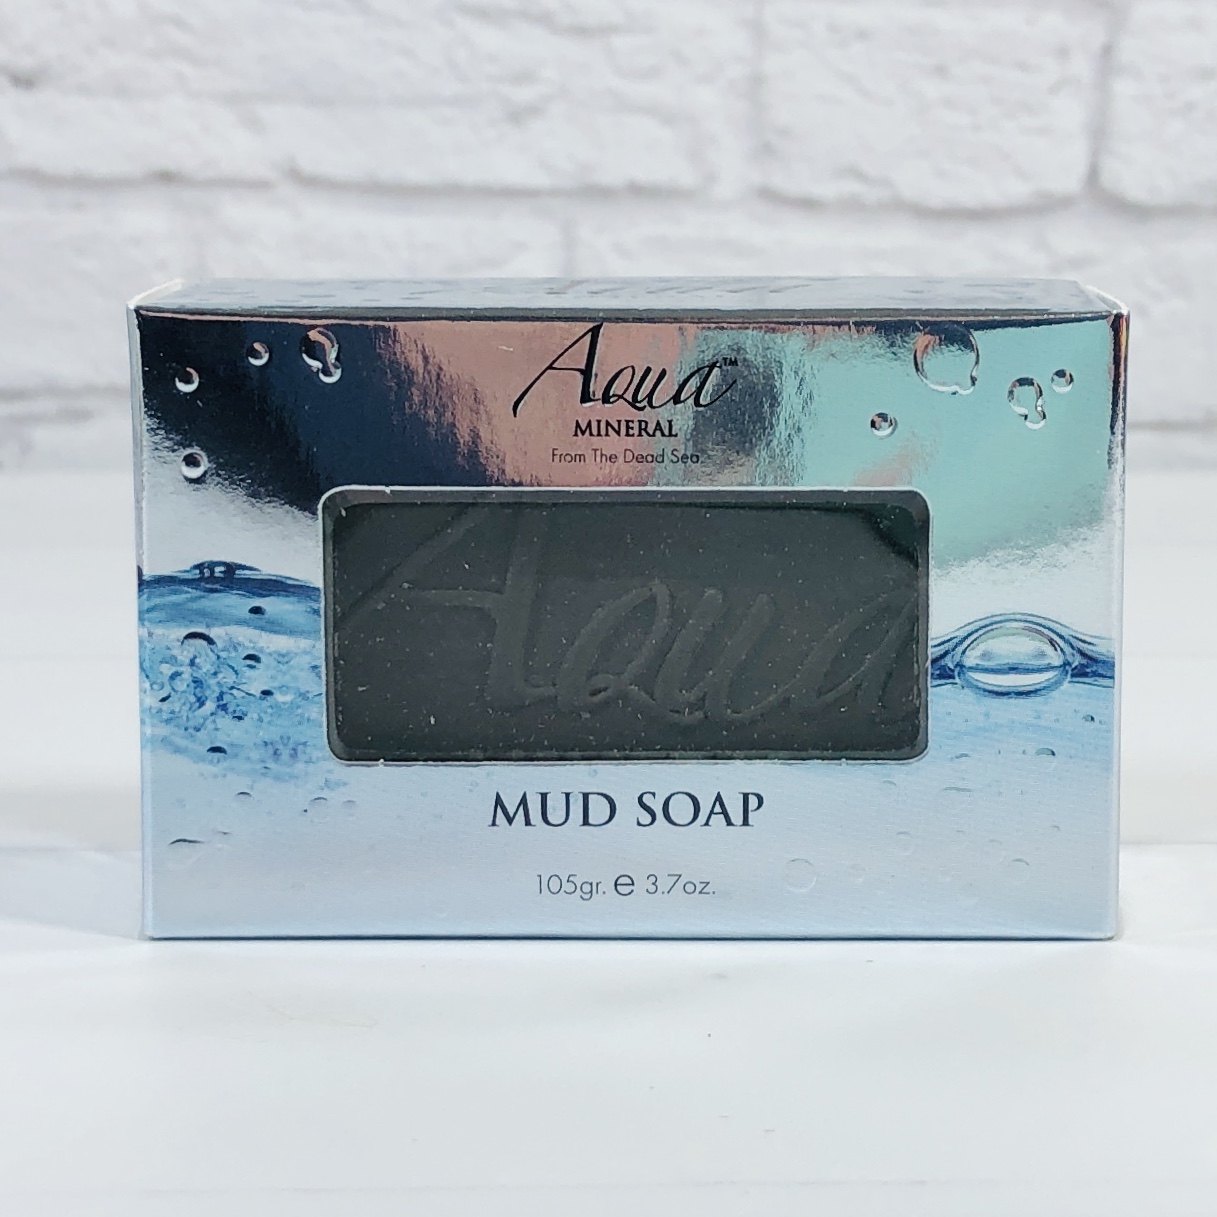 Aqua™
MINERAL
From The Dead Sea
Aqua
MUD SOAP
105gr. e 3.7oz.